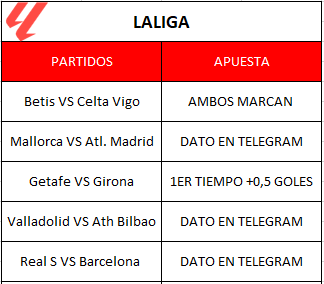 LALIGA
PARTIDOS APUESTA
Betis VS Celta Vigo AMBOS MARCAN
Mallorca VS Atl. Madrid DATO EN TELEGRAM
Getafe VS Girona 1ER TIEMPO +0,5 GOLES
Valladolid VS Ath Bilbao DATO EN TELEGRAM
Real S VS Barcelona DATO EN TELEGRAM